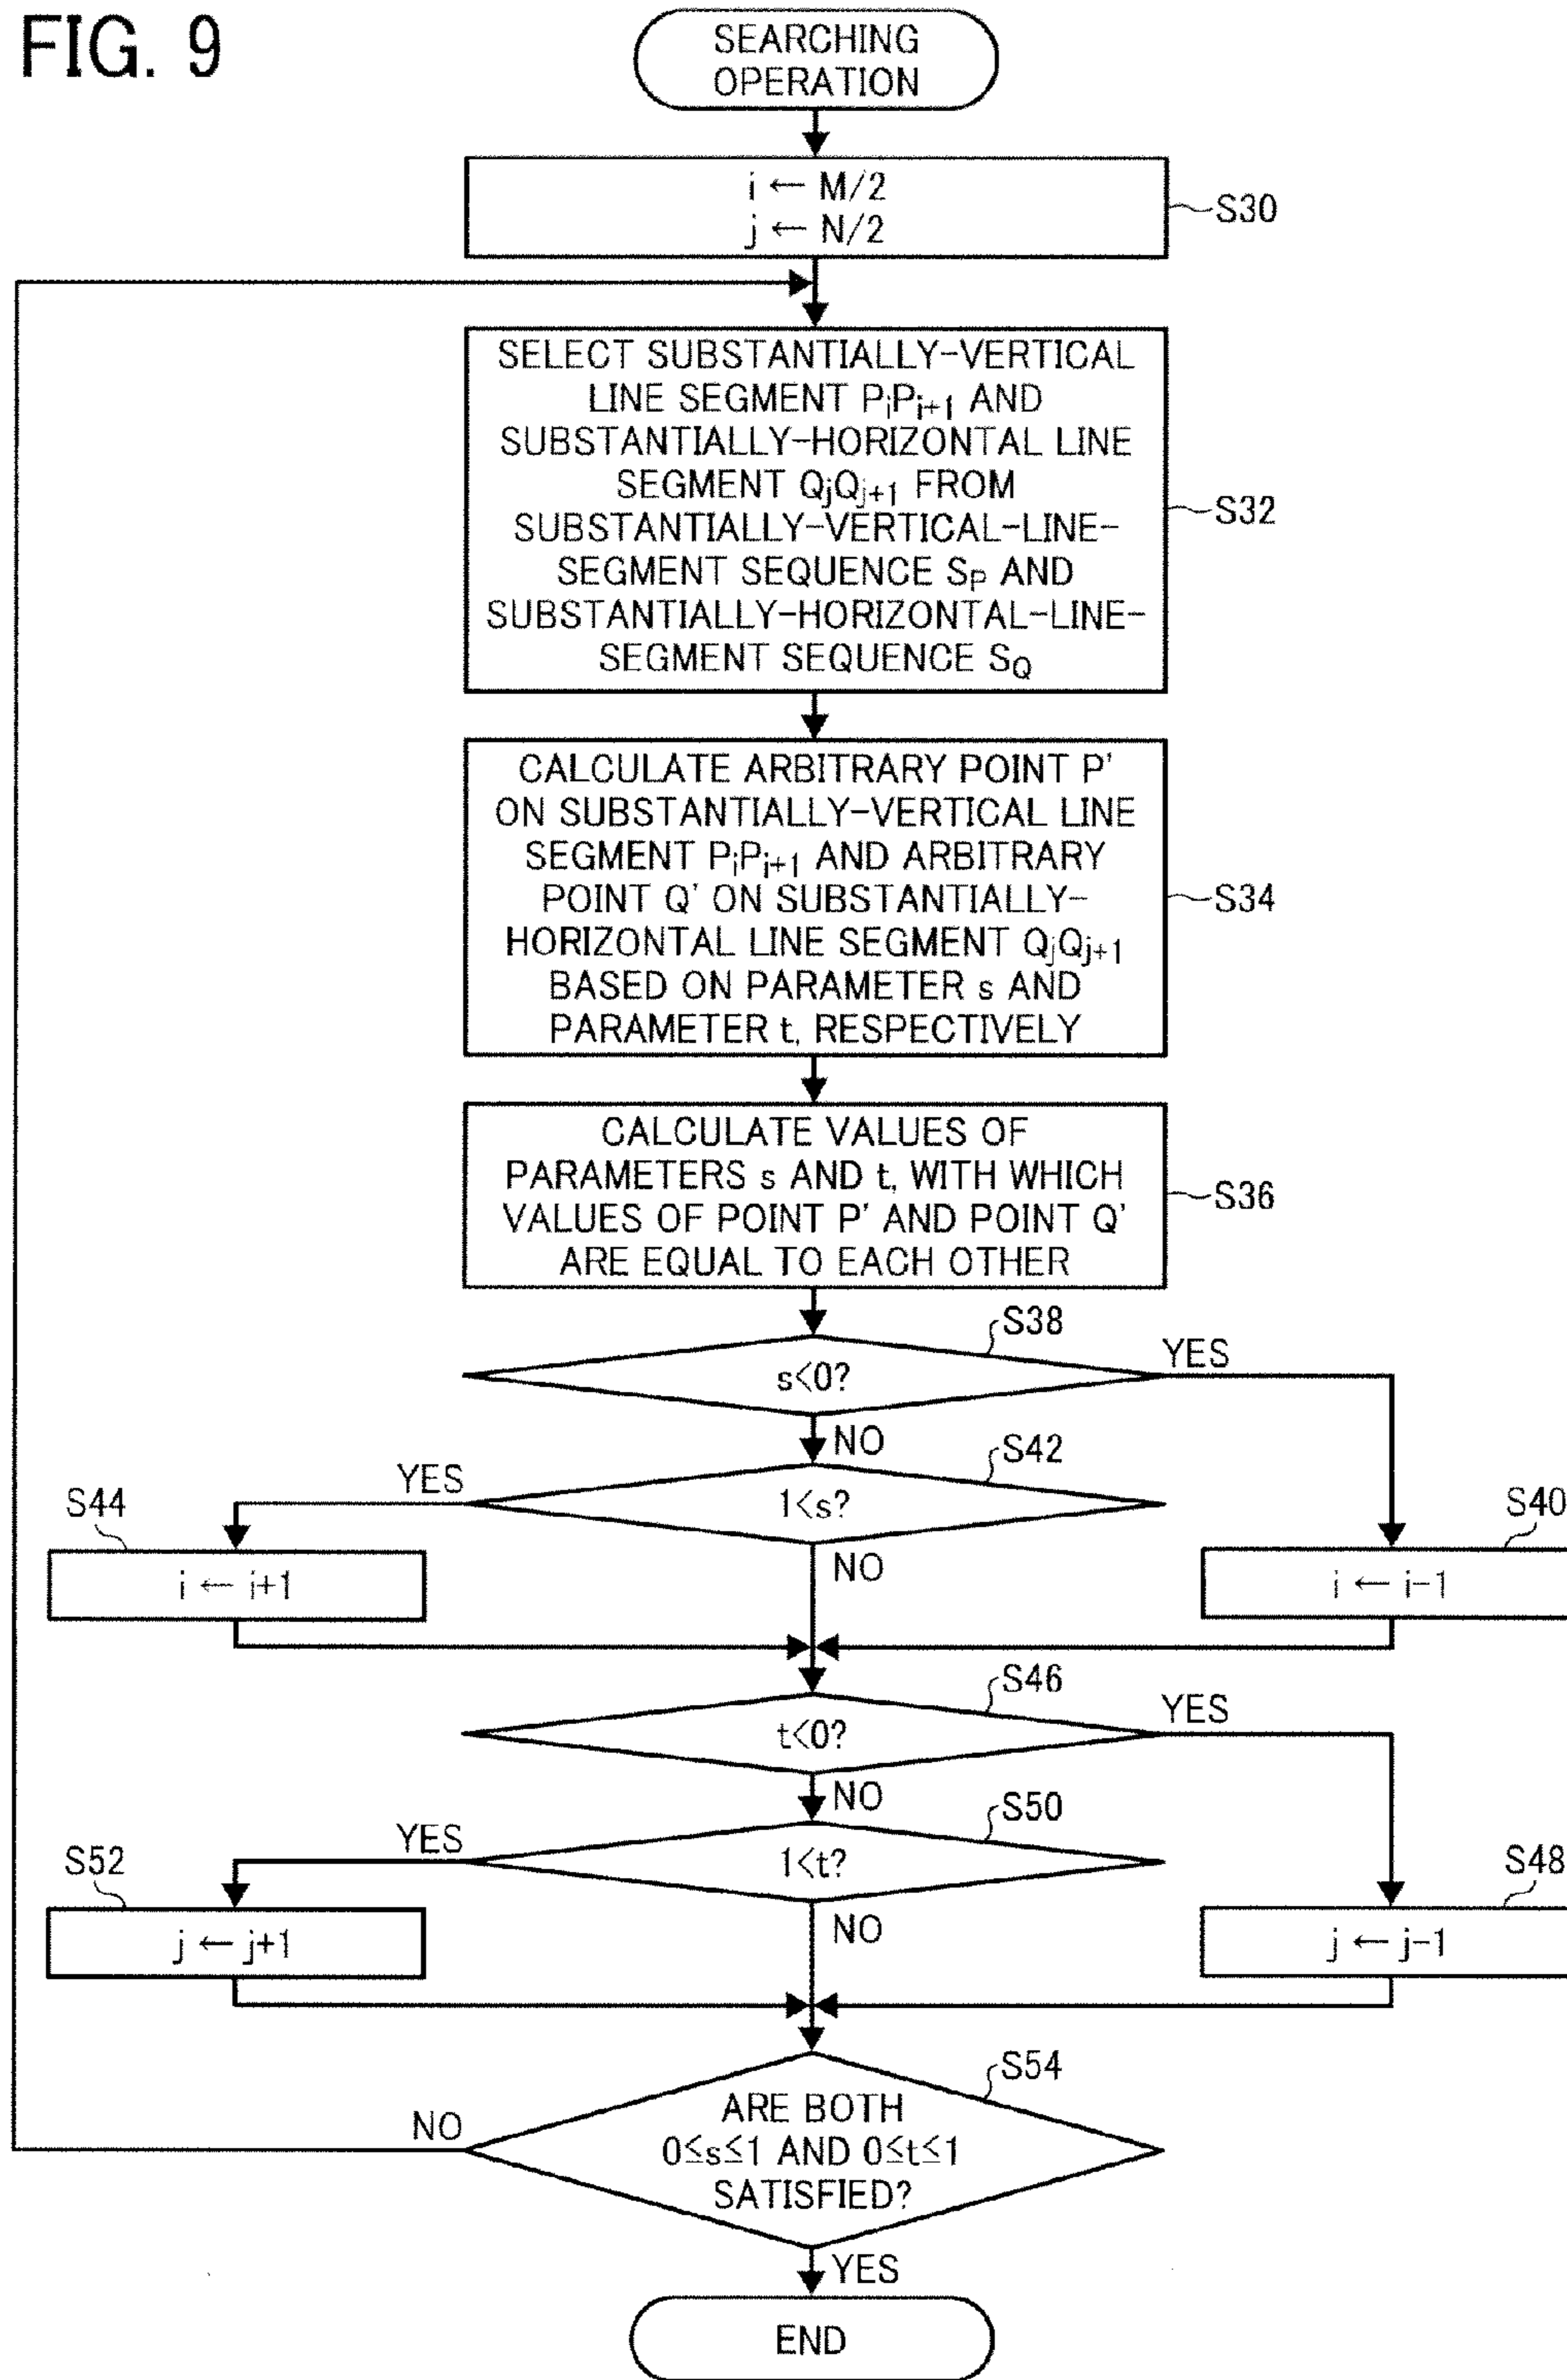 FIG. 9
SEARCHING
OPERATION
i ← M/2
j ← N/2
S30
SELECT SUBSTANTIALLY-VERTICAL
LINE SEGMENT PiPi+1 AND
SUBSTANTIALLY-HORIZONTAL LINE
SEGMENT QjQj+1 FROM
SUBSTANTIALLY-VERTICAL-LINE-
SEGMENT SEQUENCE SP AND
SUBSTANTIALLY-HORIZONTAL-LINE-
SEGMENT SEQUENCE SQ
S32
CALCULATE ARBITRARY POINT P'
ON SUBSTANTIALLY-VERTICAL LINE
SEGMENT PiPi+1 AND ARBITRARY
POINT Q' ON SUBSTANTIALLY-
HORIZONTAL LINE SEGMENT QjQj+1
BASED ON PARAMETER s AND
PARAMETER t, RESPECTIVELY
S34
CALCULATE VALUES OF
PARAMETERS s AND t, WITH WHICH
VALUES OF POINT P' AND POINT Q'
ARE EQUAL TO EACH OTHER
S36
S38
s<0?
YES
NO
S42
1<s?
YES
NO
S44
i ← i+1
S40
i ← i-1
S46
t<0?
YES
NO
S50
1<t?
YES
NO
S52
j ← j+1
S48
j ← j-1
S54
ARE BOTH
0≤s≤1 AND 0≤t≤1
SATISFIED?
NO
YES
END